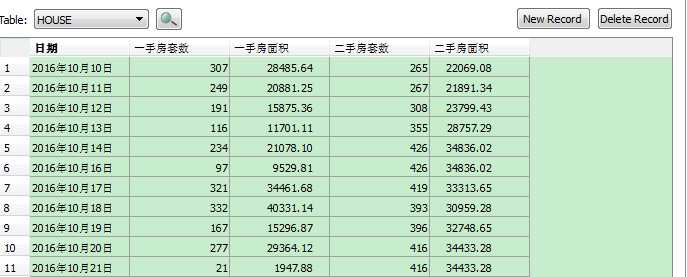 Table: HOUSE New Record Delete Record
日期 一手房套数 一手房面积 二手房套数 二手房面积
1 2016年10月10日 307 28485.64 265 22069.08
2 2016年10月11日 249 20881.25 267 21891.34
3 2016年10月12日 191 15875.36 308 23799.43
4 2016年10月13日 116 11701.11 355 28757.29
5 2016年10月14日 234 21078.10 426 34836.02
6 2016年10月16日 97 9529.81 426 34836.02
7 2016年10月17日 321 34461.68 419 33313.65
8 2016年10月18日 332 40331.14 393 30959.28
9 2016年10月19日 167 15296.87 396 32748.65
10 2016年10月20日 277 29364.12 416 34433.28
11 2016年10月21日 21 1947.88 416 34433.28